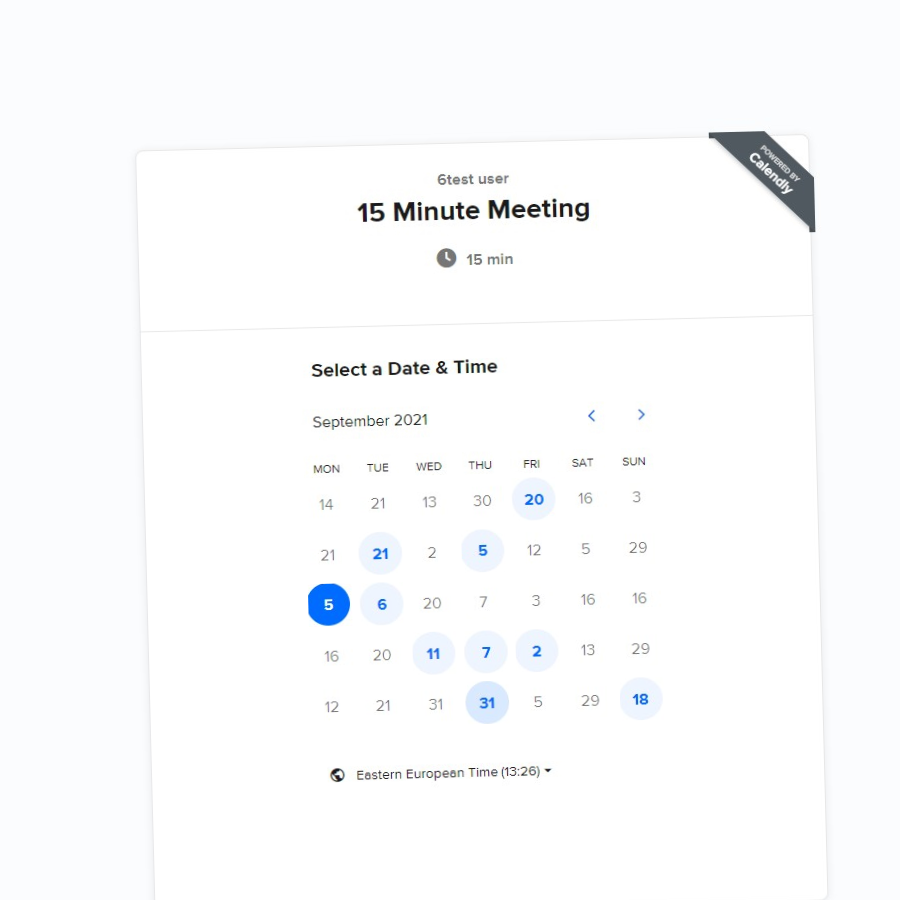 POWERED BY
Calendly
6test user
15 Minute Meeting
15 min
Select a Date & Time
September 2021
MON TUE WED THU FRI SAT SUN
14 21 13 30 20 16 3
21 21 2 5 12 5 29
5 6 20 7 3 16 16
16 20 11 7 2 13 29
12 21 31 31 5 29 18
Eastern European Time (13:26)